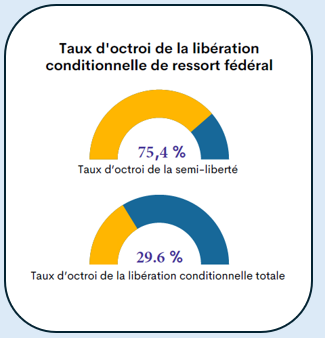 Taux d'octroi de la libération
conditionnelle de ressort fédéral
75,4 %
Taux d'octroi de la semi-liberté
29.6 %
Taux d'octroi de la libération conditionnelle totale